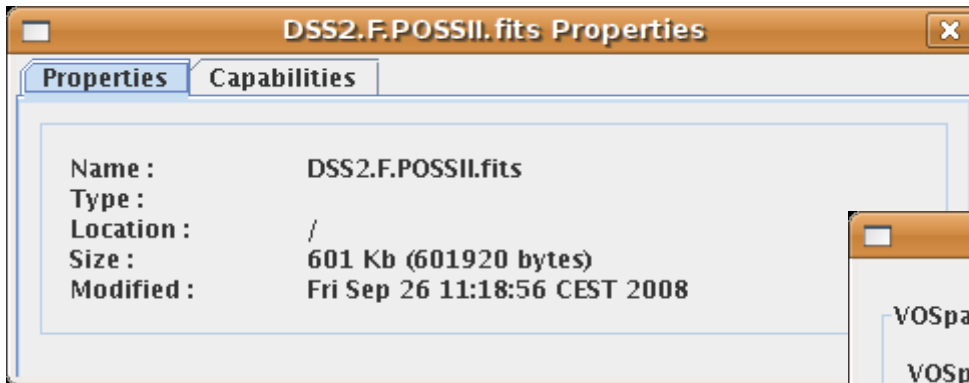 DSS2.F.POSSII.fits Properties
Properties Capabilities
Name : DSS2.F.POSSII.fits
Type :
Location : /
Size : 601 Kb (601920 bytes)
Modified : Fri Sep 26 11:18:56 CEST 2008
VOSpa
VOSp